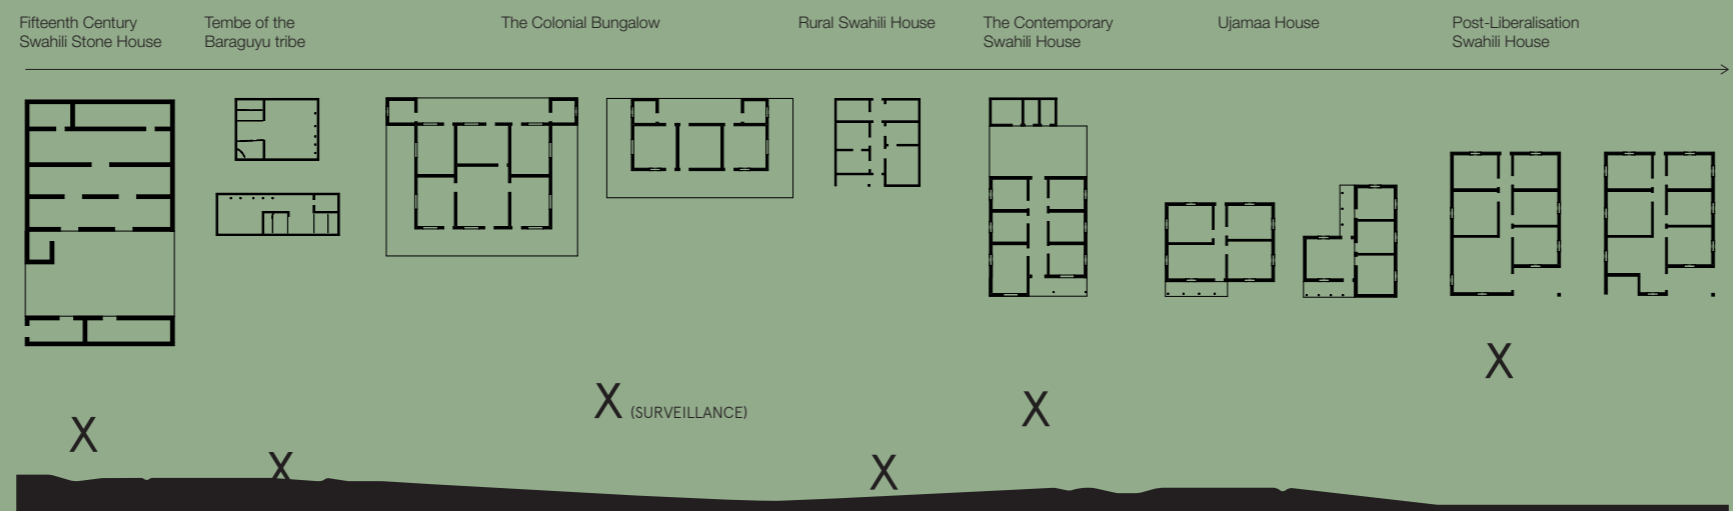 Fifteenth Century
Swahili Stone House
Tembe of the
Baraguyu tribe
The Colonial Bungalow
Rural Swahili House
The Contemporary
Swahili House
Ujamaa House
Post-Liberalisation
Swahili House
X
X (SURVEILLANCE)
X
X
X
X